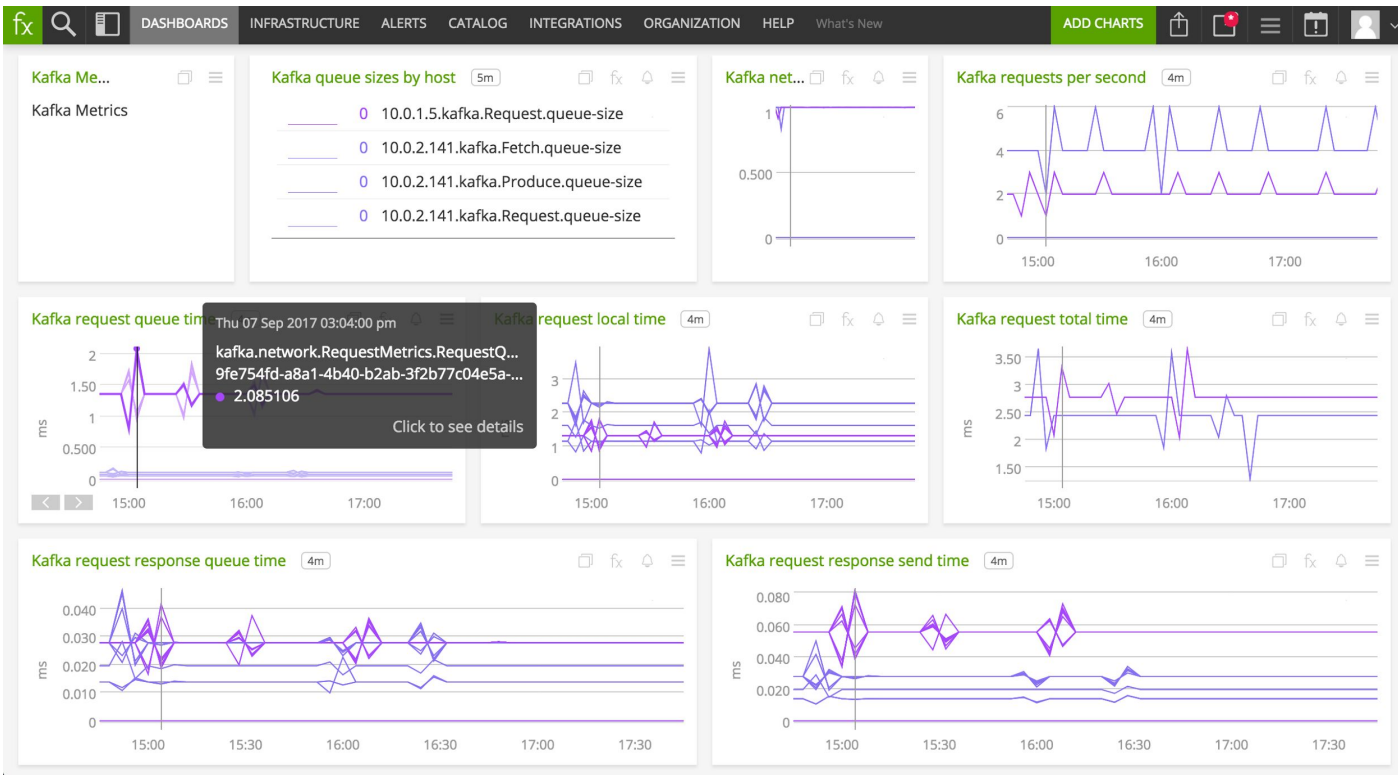 fx DASHBOARDS INFRASTRUCTURE ALERTS CATALOG INTEGRATIONS ORGANIZATION HELP What's New ADD CHARTS
Kafka Me...
Kafka Metrics
Kafka queue sizes by host 5m
0 10.0.1.5.kafka.Request.queue-size
0 10.0.2.141.kafka.Fetch.queue-size
0 10.0.2.141.kafka.Produce.queue-size
0 10.0.2.141.kafka.Request.queue-size
Kafka net... fx
1
0.500
0
Kafka requests per second 4m fx
6
4
2
0
15:00 16:00 17:00
Kafka request queue time
2
1.50
1
0.500
0
ms
15:00 16:00 17:00
Thu 07 Sep 2017 03:04:00 pm
kafka.network.RequestMetrics.RequestQ...
9fe754fd-a8a1-4b40-b2ab-3f2b77c04e5a-...
2.085106
Click to see details
Kafka request local time 4m fx
3
2
1
0
15:00 16:00 17:00
Kafka request total time 4m fx
3.50
3
2.50
2
1.50
ms
15:00 16:00 17:00
Kafka request response queue time 4m fx
0.040
0.030
0.020
0.010
0
ms
15:00 15:30 16:00 16:30 17:00 17:30
Kafka request response send time 4m fx
0.080
0.060
0.040
0.020
0
ms
15:00 15:30 16:00 16:30 17:00 17:30